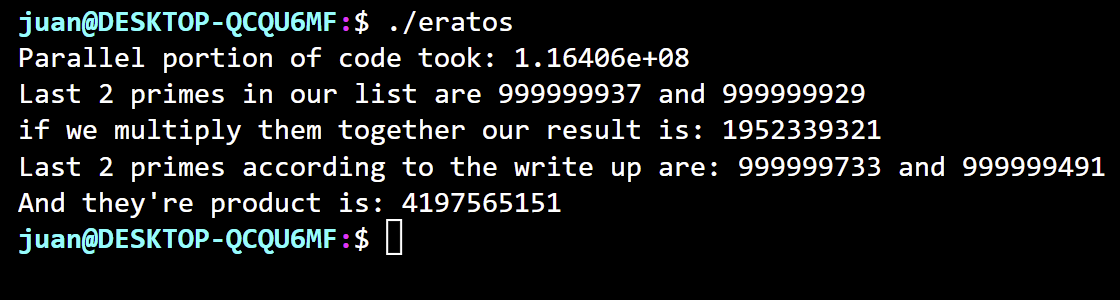 juan@DESKTOP-QCQU6MF:$ ./eratos
Parallel portion of code took: 1.16406e+08
Last 2 primes in our list are 999999937 and 999999929
if we multiply them together our result is: 1952339321
Last 2 primes according to the write up are: 999999733 and 999999491
And they're product is: 4197565151
juan@DESKTOP-QCQU6MF:$